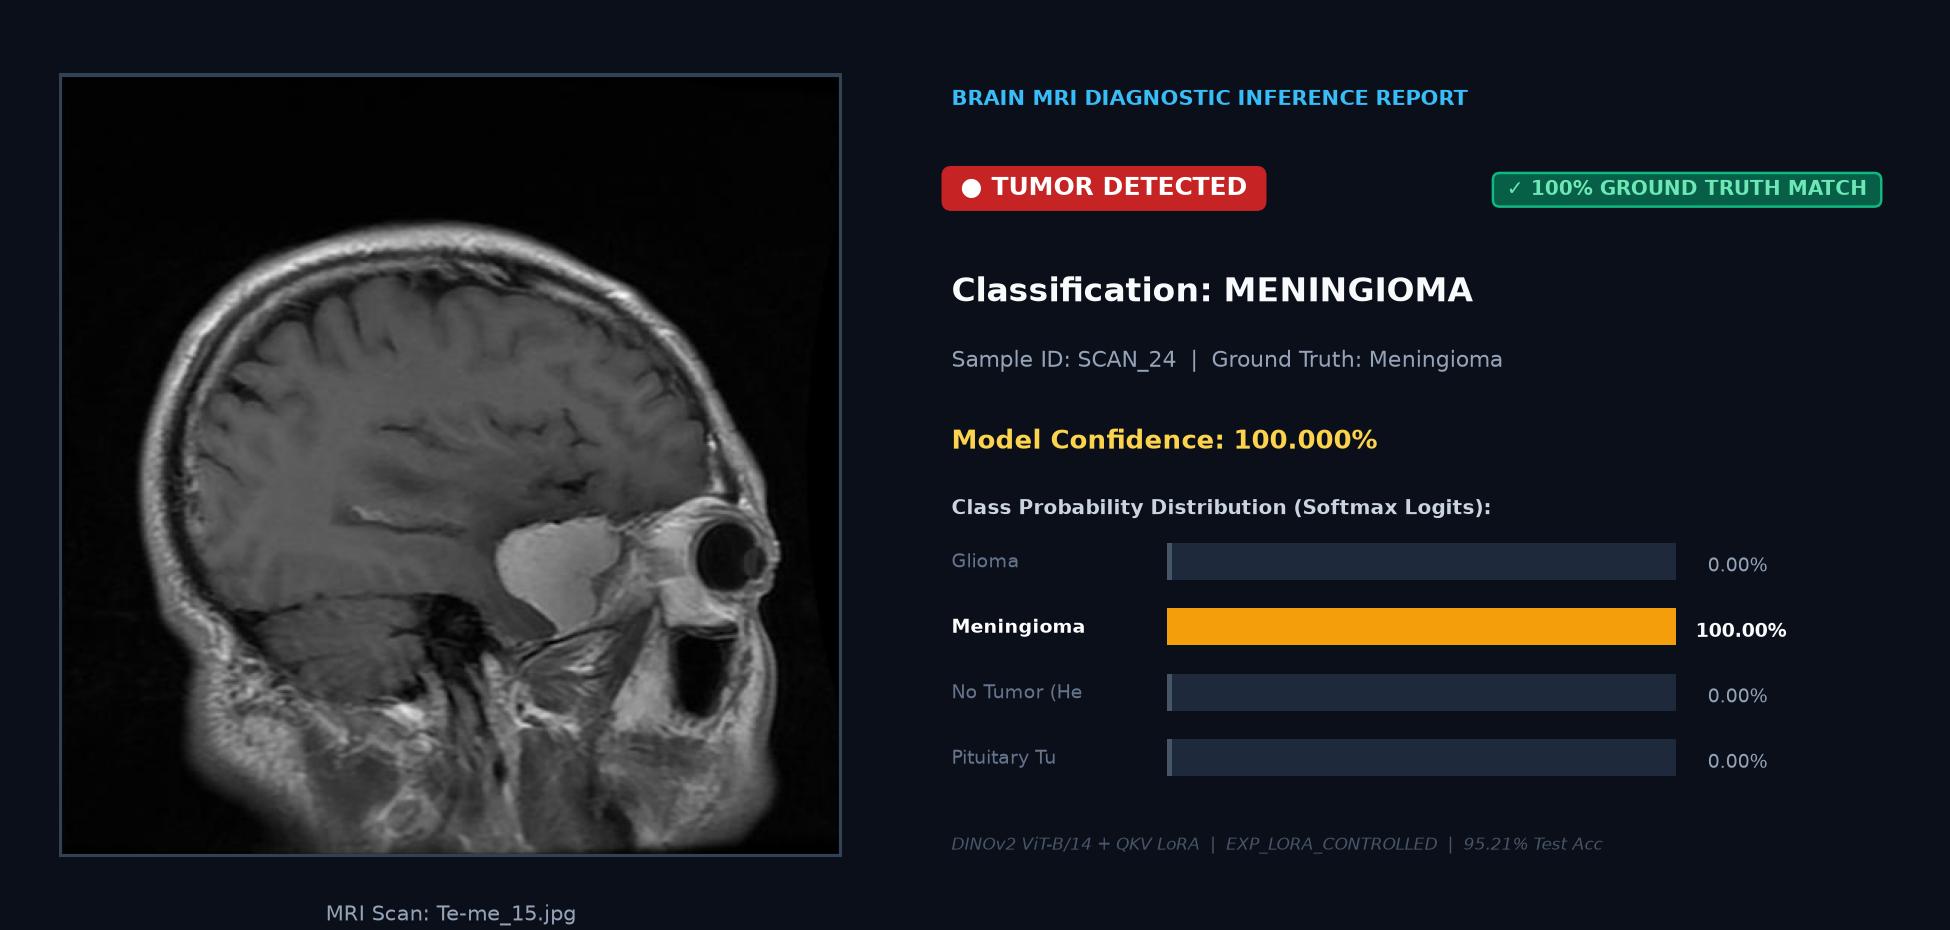 BRAIN MRI DIAGNOSTIC INFERENCE REPORT
● TUMOR DETECTED
✓ 100% GROUND TRUTH MATCH
Classification: MENINGIOMA
Sample ID: SCAN_24 | Ground Truth: Meningioma
Model Confidence: 100.000%
Class Probability Distribution (Softmax Logits):
Glioma 0.00%
Meningioma 100.00%
No Tumor (He 0.00%
Pituitary Tu 0.00%
DINOv2 ViT-B/14 + QKV LoRA | EXP_LORA_CONTROLLED | 95.21% Test Acc
MRI Scan: Te-me_15.jpg